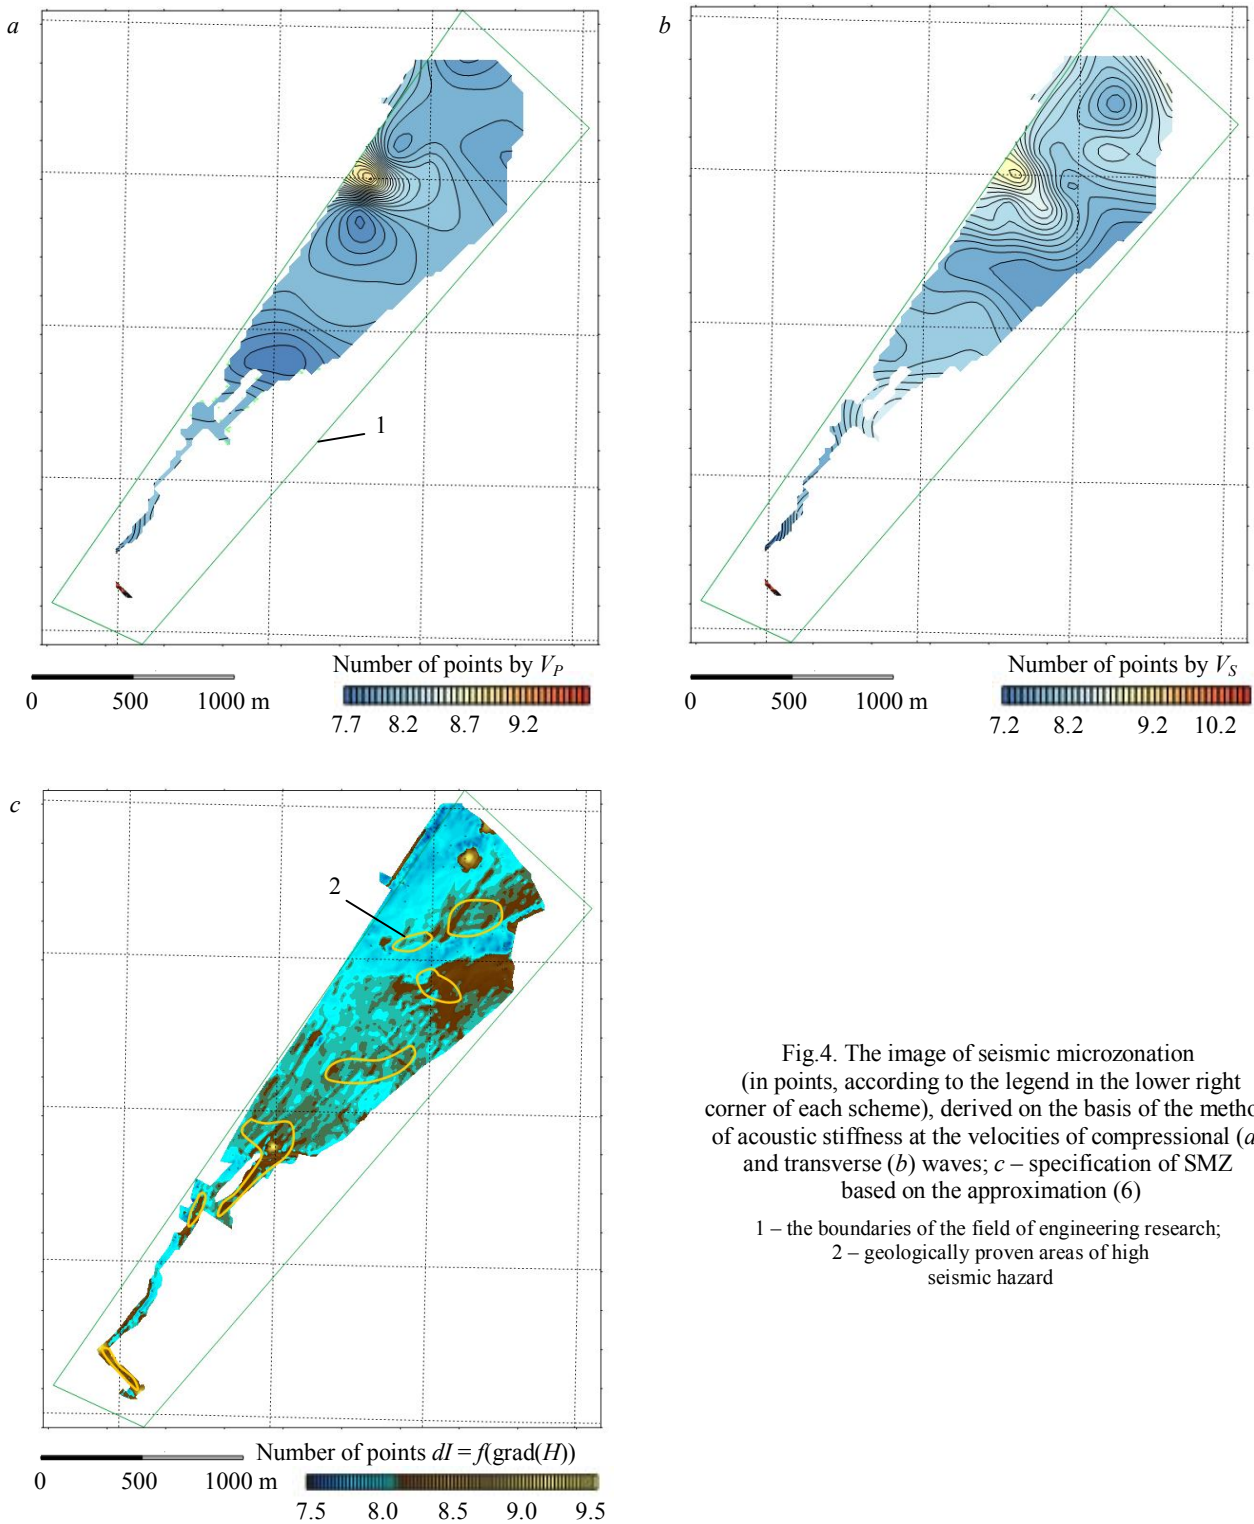 a
b
1
Number of points by VP
0 500 1000 m
7.7 8.2 8.7 9.2
Number of points by VS
0 500 1000 m
7.2 8.2 9.2 10.2
c
2
Number of points dI = f(grad(H))
0 500 1000 m
7.5 8.0 8.5 9.0 9.5
Fig.4. The image of seismic microzonation
(in points, according to the legend in the lower right
corner of each scheme), derived on the basis of the metho
of acoustic stiffness at the velocities of compressional (a
and transverse (b) waves; c – specification of SMZ
based on the approximation (6)
1 – the boundaries of the field of engineering research;
2 – geologically proven areas of high
seismic hazard